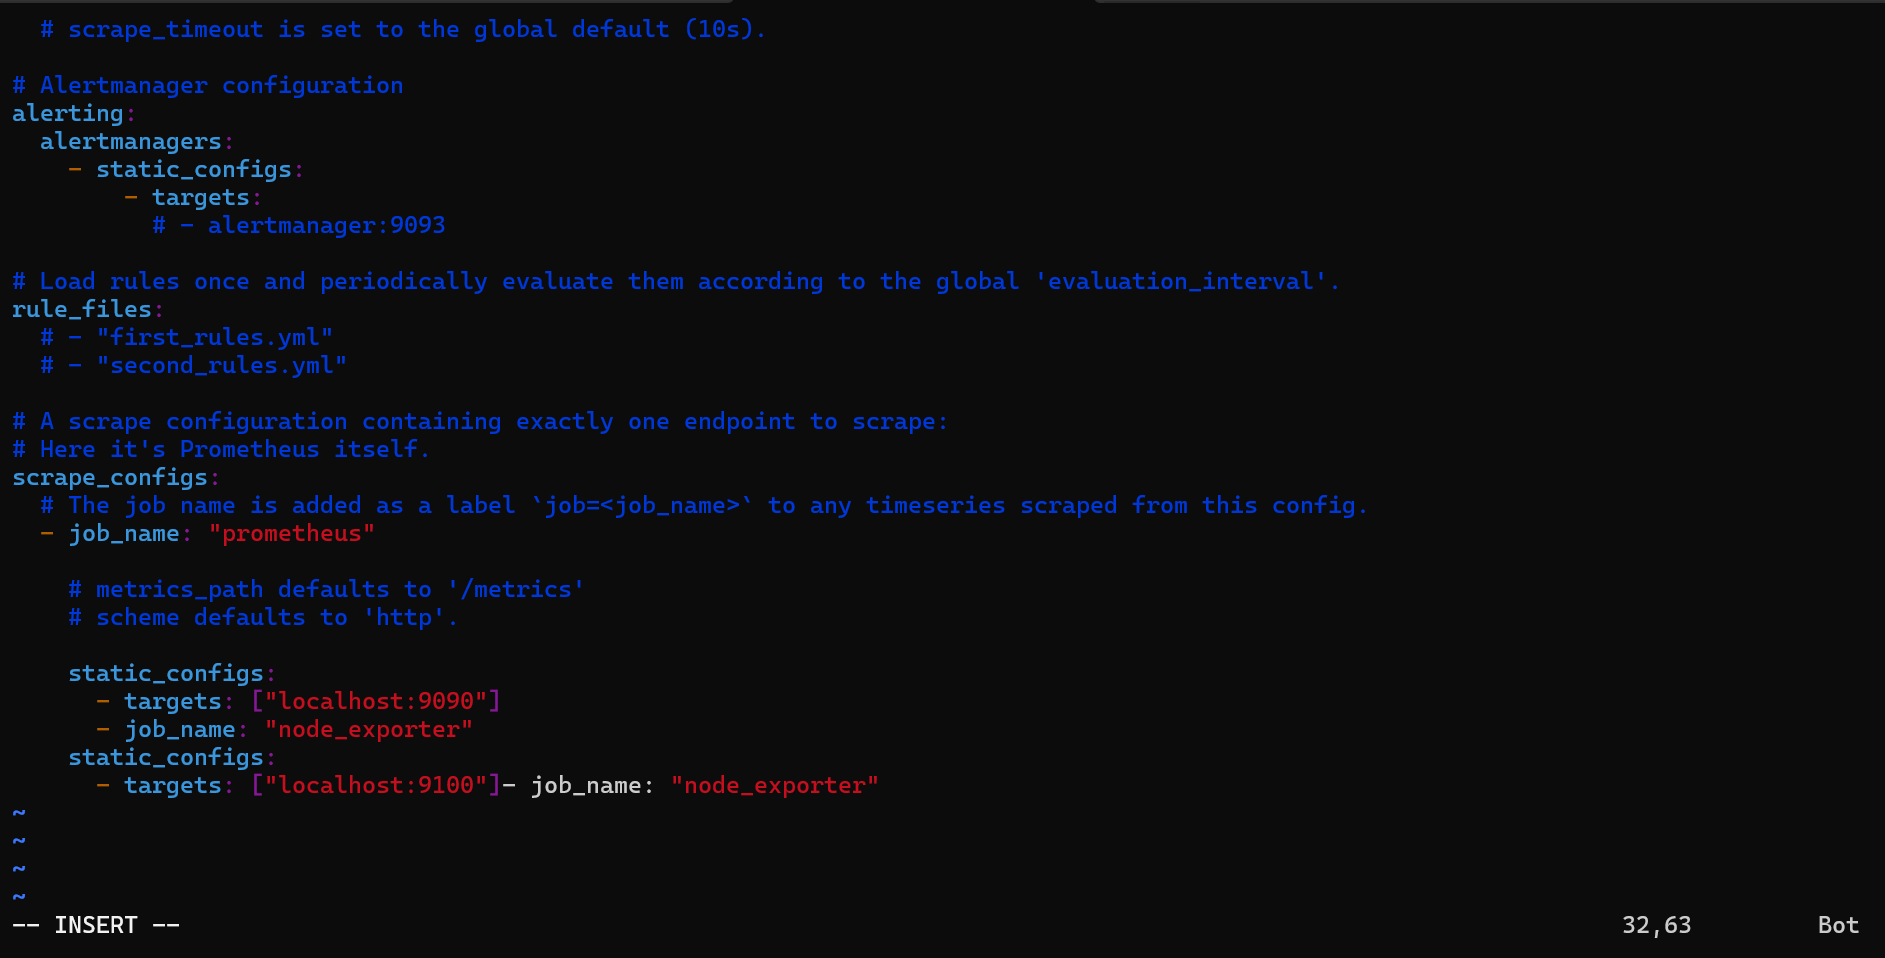 # scrape_timeout is set to the global default (10s).

# Alertmanager configuration
alerting:
  alertmanagers:
    - static_configs:
        - targets:
          # - alertmanager:9093

# Load rules once and periodically evaluate them according to the global 'evaluation_interval'.
rule_files:
  # - "first_rules.yml"
  # - "second_rules.yml"

# A scrape configuration containing exactly one endpoint to scrape:
# Here it's Prometheus itself.
scrape_configs:
  # The job name is added as a label `job=<job_name>` to any timeseries scraped from this config.
  - job_name: "prometheus"

    # metrics_path defaults to '/metrics'
    # scheme defaults to 'http'.

    static_configs:
      - targets: ["localhost:9090"]
      - job_name: "node_exporter"
    static_configs:
      - targets: ["localhost:9100"]- job_name: "node_exporter"
~
~
~
~
-- INSERT -- 32,63 Bot